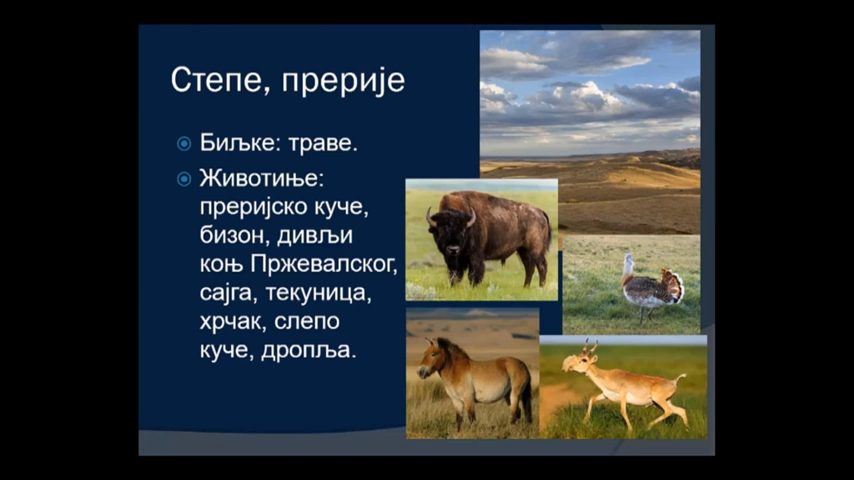 Степе, прерије
Биљке: траве.
Животиње:
преријско куче,
бизон, дивљи
коњ Пржевалског,
сајга, текуница,
хрчак, слепо
куче, дропља.